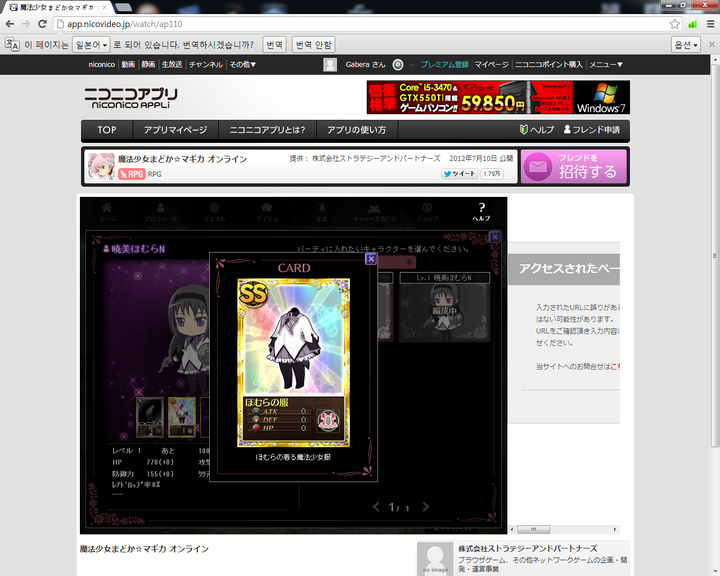 魔法少女まどか☆マギカ
app.nicovideo.jp/watch/ap110
이 페이지는 일본어 로 되어 있습니다. 번역하시겠습니까? 번역 번역 안함 옵션
niconico 動画 静画 生放送 チャンネル その他▼ Gabera さん プレミアム登録 マイページ ニコニコポイント購入 メニュー▼
ニコニコアプリ
NICONICO APPLI
価格
衝撃
Core i5-3470&
GTX550Ti搭載
ゲームパソコン!!
59,850円
Windows 7
TOP アプリマイページ ニコニコアプリとは? アプリの使い方 ヘルプ フレンド申請
魔法少女まどか☆マギカ オンライン
提供: 株式会社ストラテジーアンドパートナーズ 2012年7月10日 公開
RPG RPG
ツイート 1.79万
フレンドを
招待する
ホーム プロフィール クエスト アイテム ショップ ?
ヘルプ
暁美ほむらN
パーティに入れたいキャラクターを選んでください。
CARD
SS
ほむらの服
ATK 0
DEF 0
HP 0
ほむらの着る魔法少女服
Lv.1 暁美ほむらN
編成中
3
レベル 1 あと 100
HP 770(+0) 攻撃
防御力 155(+0)
レアドロップ率0%
1/ 1
アクセスされたペー
入力されたURLに誤りがある
はない可能性があります。
URLをご確認頂き入力内容に
せください。
当サイトへのお問合せはこち
魔法少女まどか☆マギカ オンライン
no image
株式会社ストラテジーアンドパートナーズ
ブラウザゲーム、その他ネットワークゲームの企画・開
発・運営事業